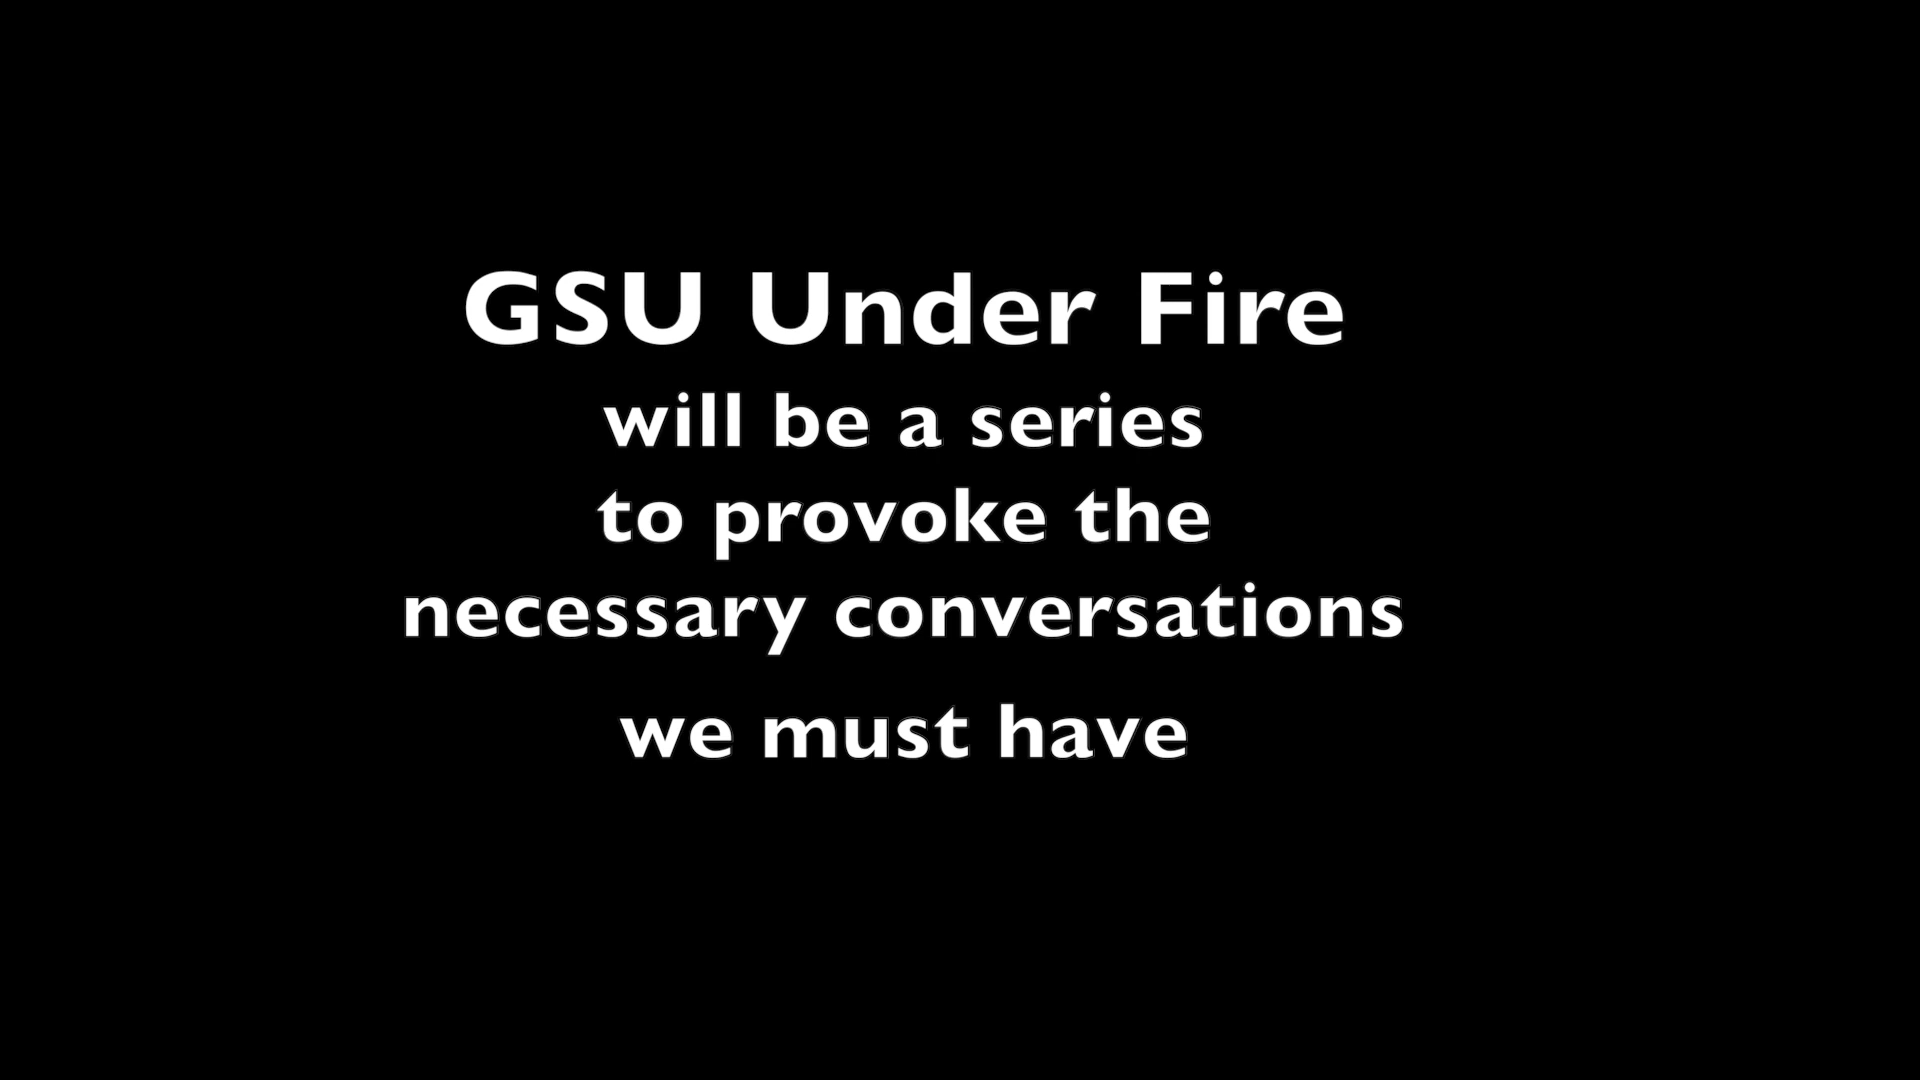 GSU Under Fire
will be a series
to provoke the
necessary conversations
we must have